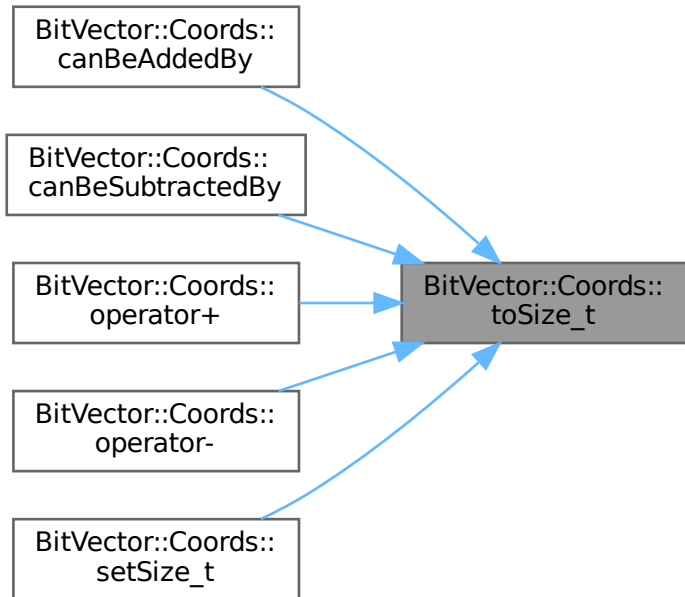 BitVector::Coords::
canBeAddedBy
BitVector::Coords::
canBeSubtractedBy
BitVector::Coords::
operator+
BitVector::Coords::
operator-
BitVector::Coords::
setSize_t
BitVector::Coords::
toSize_t